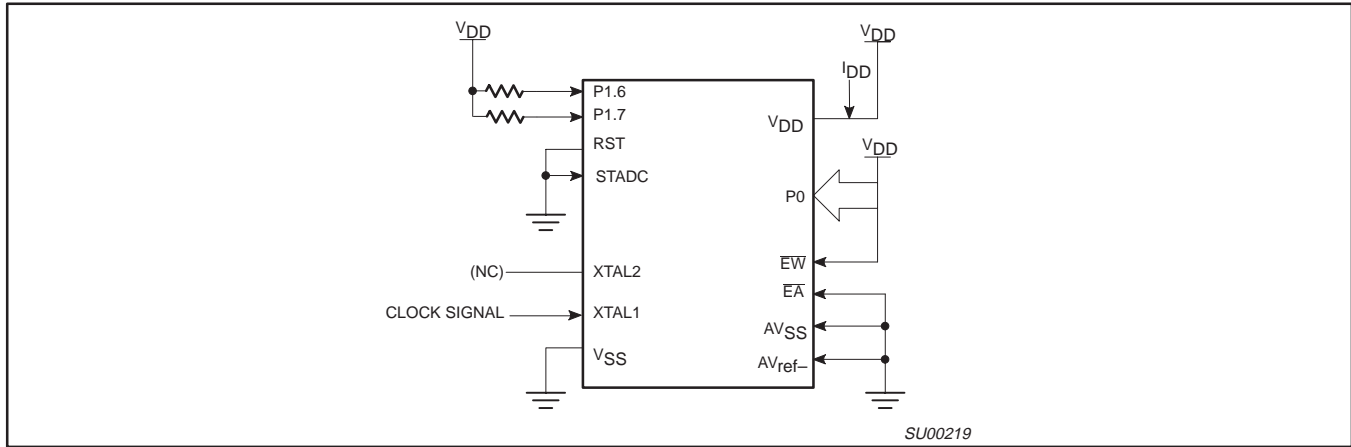 VDD
P1.6
P1.7
RST
STADC
(NC)
XTAL2
CLOCK SIGNAL
XTAL1
VSS
VDD
IDD
VDD
VDD
P0
EW
EA
AVSS
AVref–
SU00219